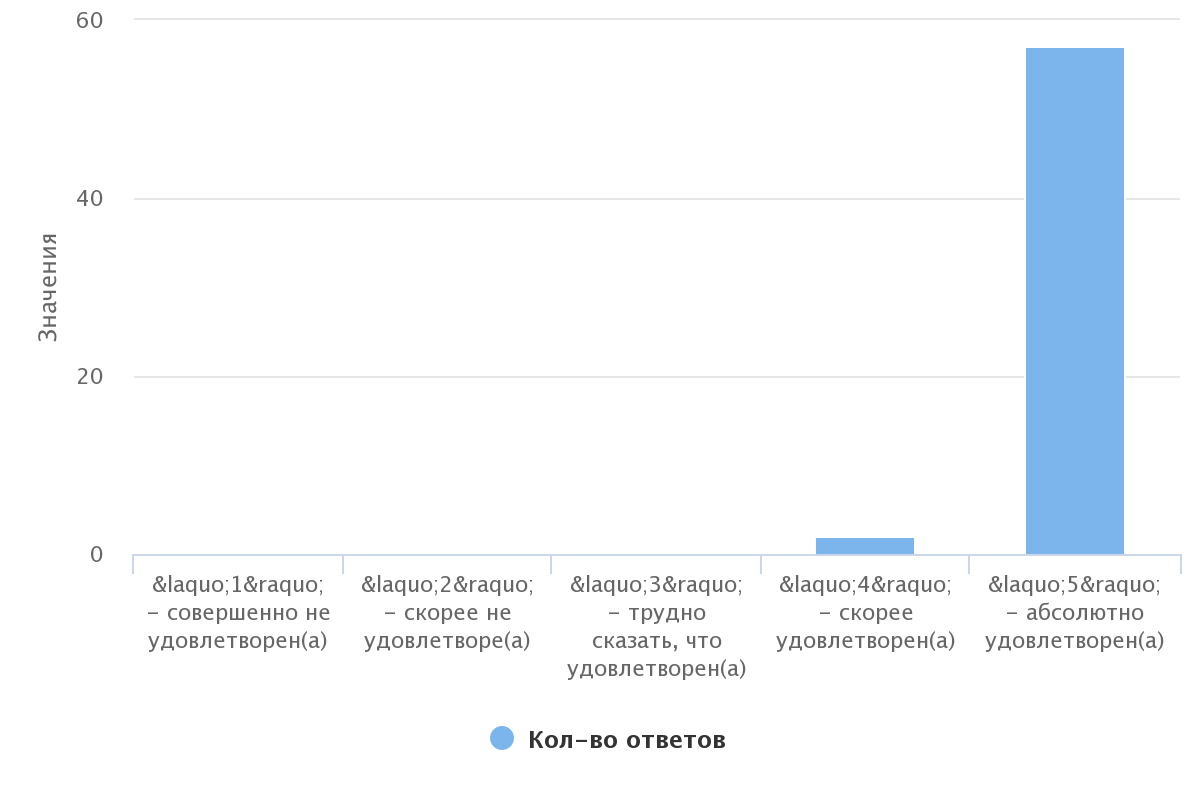 60
40
20
0
Значения
&laquo;1&raquo;
– совершенно не
удовлетворен(а)
&laquo;2&raquo;
– скорее не
удовлетворе(а)
&laquo;3&raquo;
– трудно
сказать, что
удовлетворен(а)
&laquo;4&raquo;
– скорее
удовлетворен(а)
&laquo;5&raquo;
– абсолютно
удовлетворен(а)
Кол–во ответов